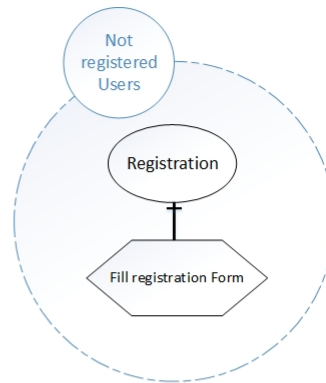 Not
registered
Users
Registration
Fill registration Form